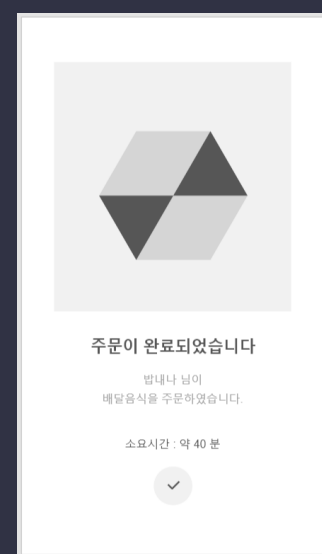 주문이 완료되었습니다
밥내나 님이
배달음식을 주문하였습니다.
소요시간 : 약 40 분